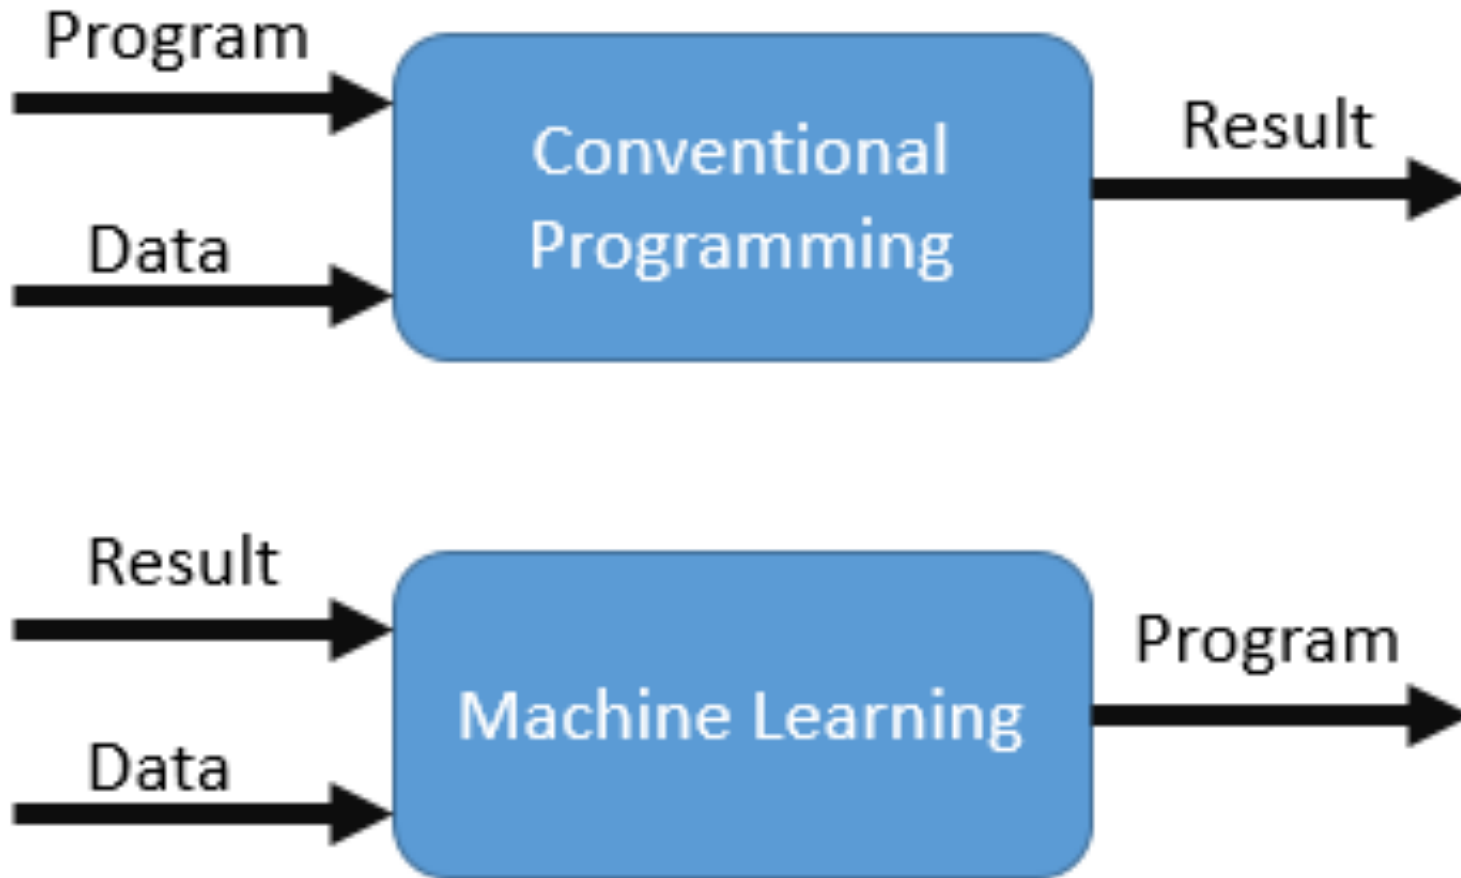 Program
Data
Conventional
Programming
Result
Result
Data
Machine Learning
Program